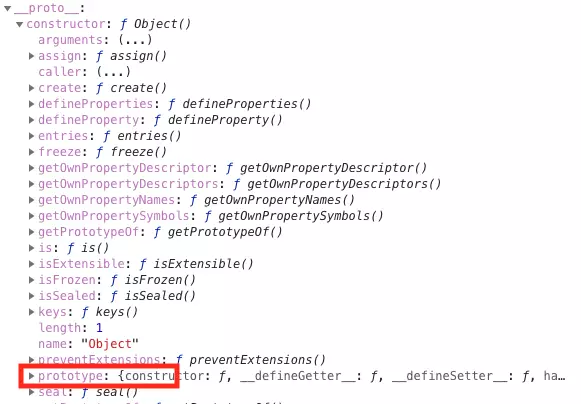 __proto__:
constructor: ƒ Object()
arguments: (...)
assign: ƒ assign()
caller: (...)
create: ƒ create()
defineProperties: ƒ defineProperties()
defineProperty: ƒ defineProperty()
entries: ƒ entries()
freeze: ƒ freeze()
getOwnPropertyDescriptor: ƒ getOwnPropertyDescriptor()
getOwnPropertyDescriptors: ƒ getOwnPropertyDescriptors()
getOwnPropertyNames: ƒ getOwnPropertyNames()
getOwnPropertySymbols: ƒ getOwnPropertySymbols()
getPrototypeOf: ƒ getPrototypeOf()
is: ƒ is()
isExtensible: ƒ isExtensible()
isFrozen: ƒ isFrozen()
isSealed: ƒ isSealed()
keys: ƒ keys()
length: 1
name: "Object"
preventExtensions: ƒ preventExtensions()
prototype: {constructor: ƒ, __defineGetter__: ƒ, __defineSetter__: ƒ, ha…
seal: ƒ seal()